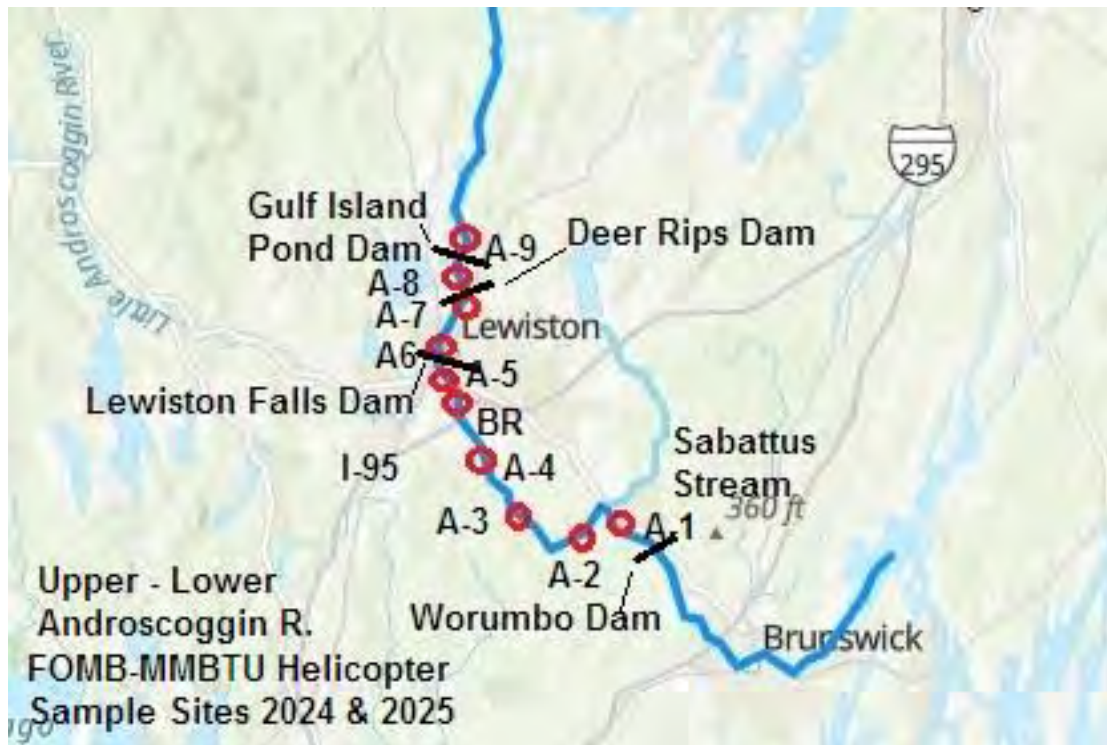 Little Androscoggin River
295
Gulf Island
Pond Dam
A-9
Deer Rips Dam
A-8
A-7
Lewiston
A6
A-5
Lewiston Falls Dam
BR
I-95
A-4
Sabattus
Stream
360 ft
A-3
A-1
A-2
Worumbo Dam
Upper - Lower
Androscoggin R.
Brunswick
FOMB-MMBTU Helicopter
Sample Sites 2024 & 2025
ago